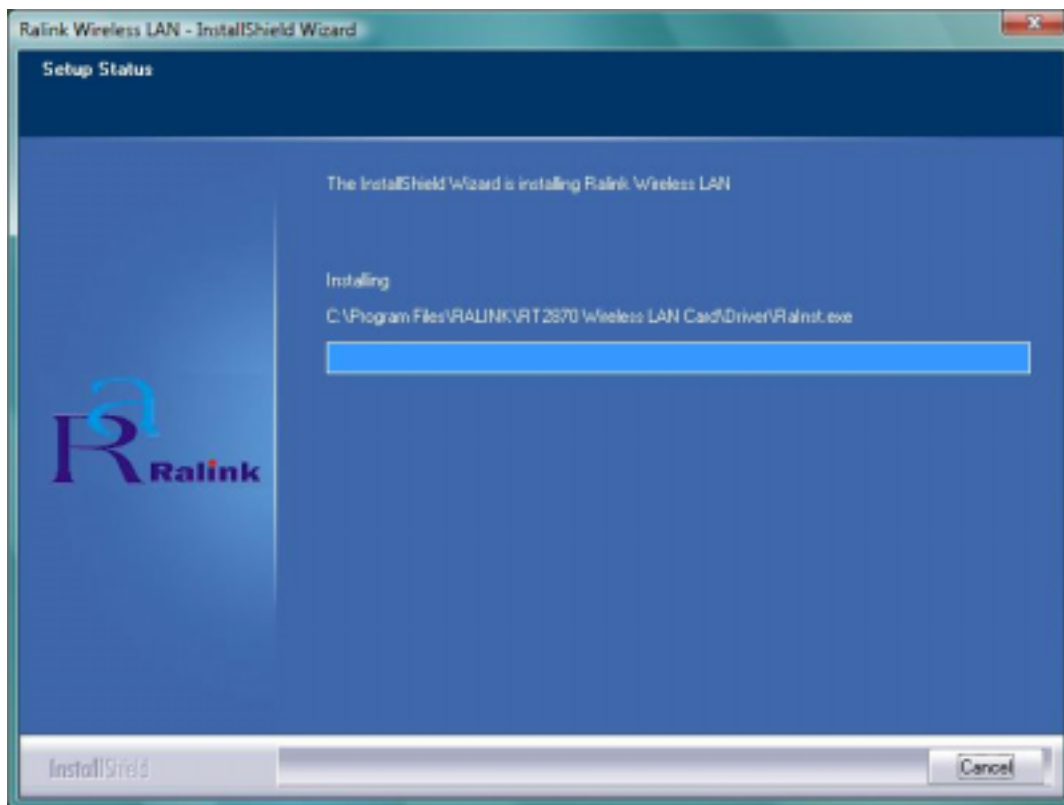 Ralink Wireless LAN - InstallShield Wizard
Setup Status
The InstallShield Wizard is installing Ralink Wireless LAN
Installing
C:\Program Files\RALINK\RT2870 Wireless LAN Card\Driver\RaInst.exe
Ra
Ralink
InstallShield
Cancel